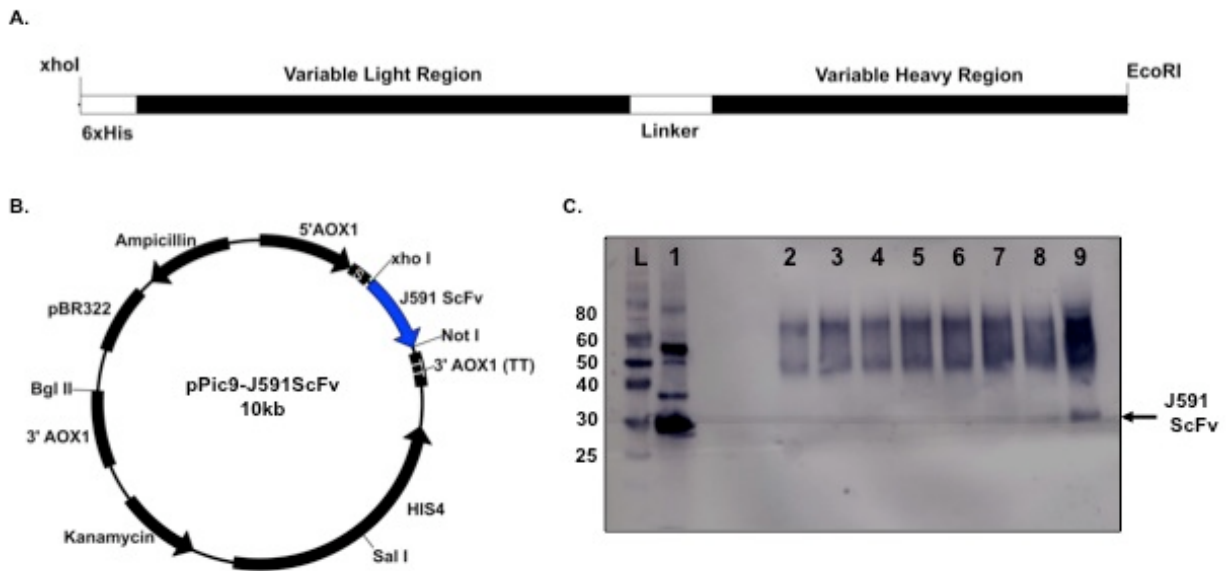 A.
xhoI
Variable Light Region
Variable Heavy Region
EcoRI
6xHis
Linker
B.
5'AOX1
Ampicillin
S
xho I
J591 ScFv
pBR322
Not I
TT
3' AOX1 (TT)
Bgl II
pPic9-J591ScFv
10kb
3' AOX1
HIS4
Kanamycin
Sal I
C.
L 1 2 3 4 5 6 7 8 9
80
60
50
40
30
25
J591
ScFv